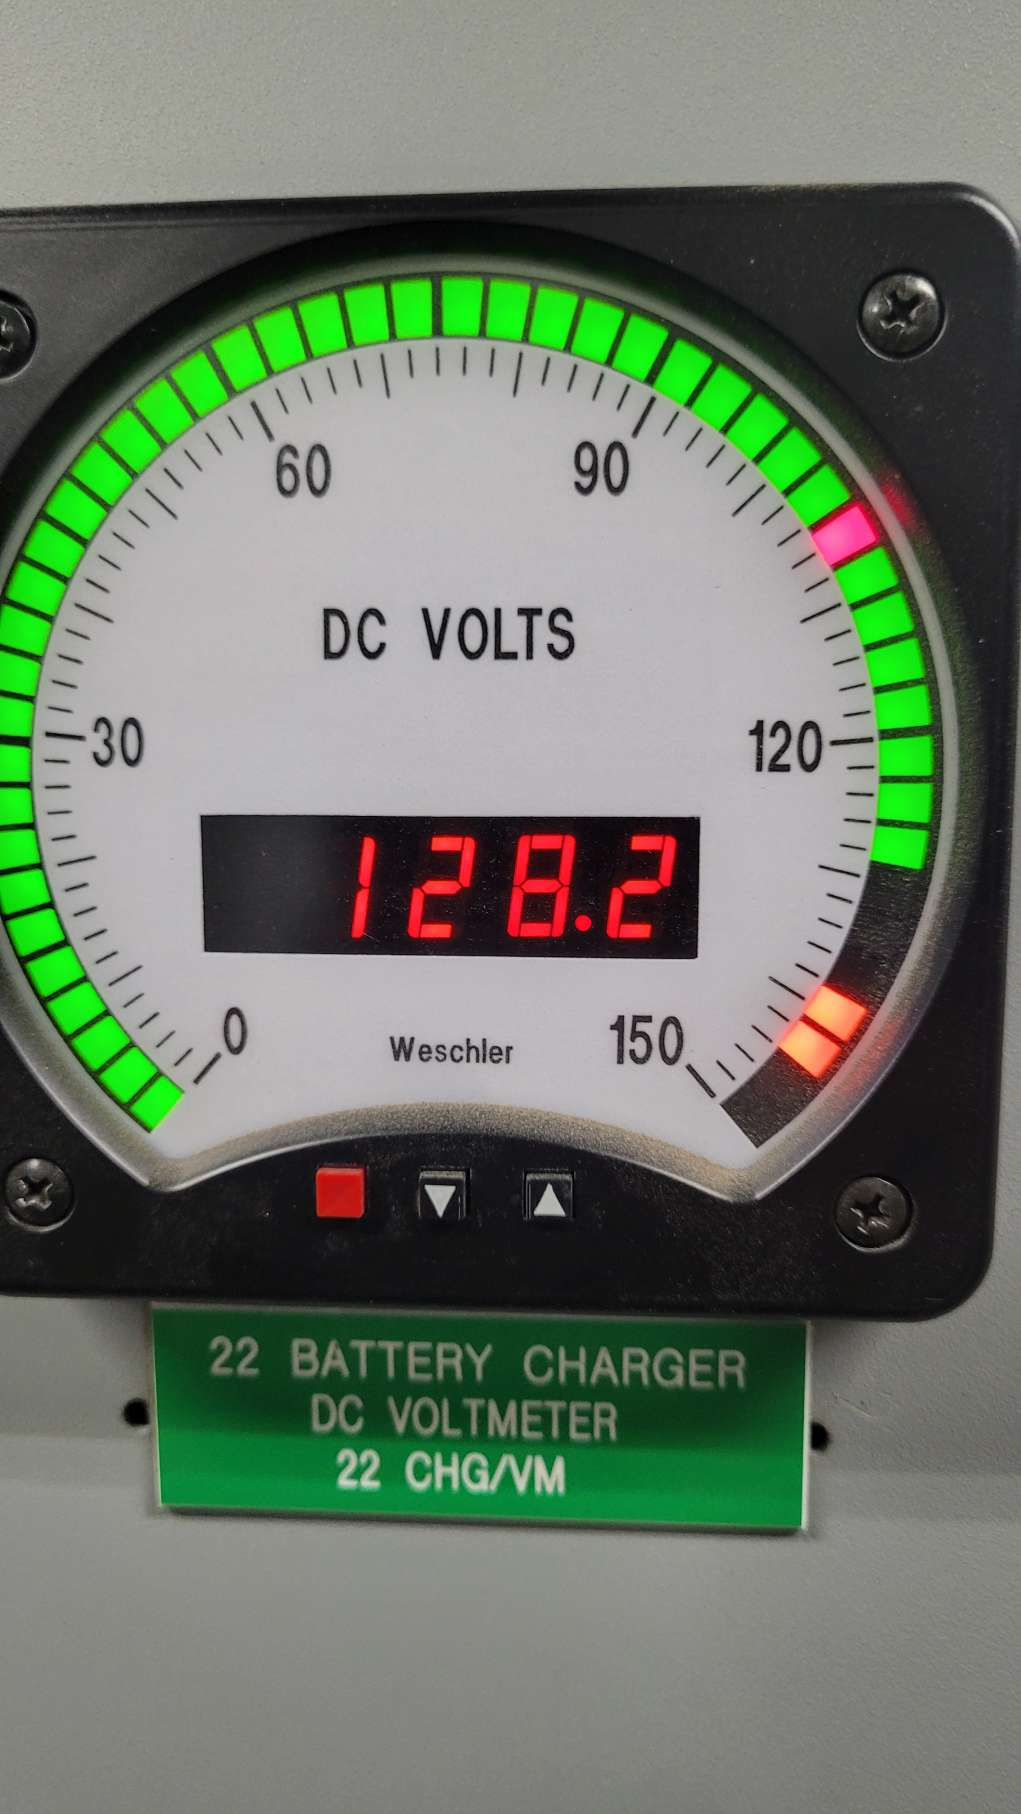 60
90
DC VOLTS
30
120
128.2
0
Weschler
150
22 BATTERY CHARGER
DC VOLTMETER
22 CHG/VM